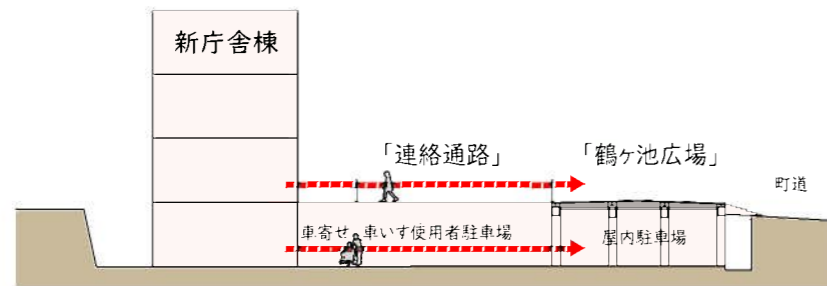 新庁舎棟
「連絡通路」
「鶴ヶ池広場」
町道
車寄せ
車いす使用者駐車場
屋内駐車場